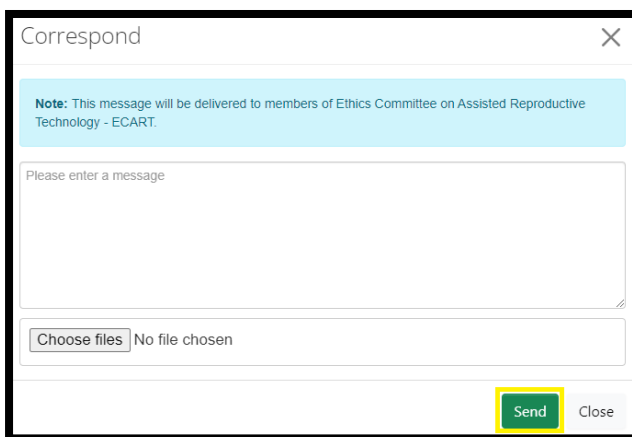 Correspond
Note: This message will be delivered to members of Ethics Committee on Assisted Reproductive
Technology - ECART.
Please enter a message
Choose files No file chosen
Send Close